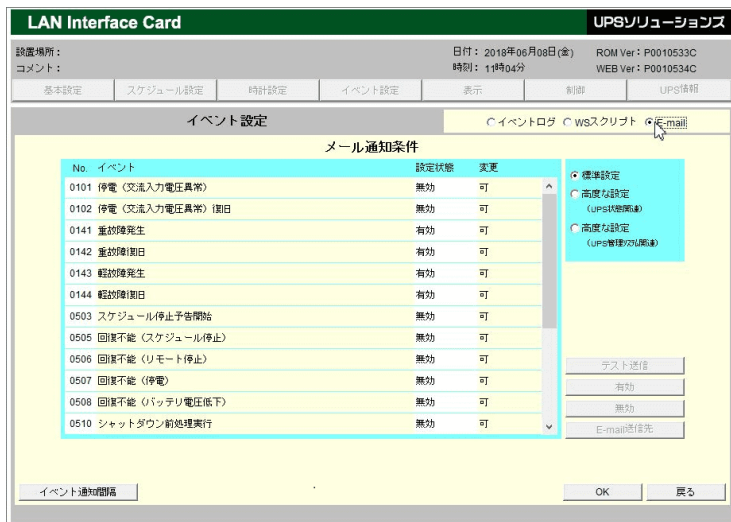 LAN Interface Card
UPSソリューションズ
設置場所：
日付： 2018年06月08日(金)
ROM Ver： P0010533C
コメント：
時刻： 11時04分
WEB Ver： P0010534C
基本設定 スケジュール設定 時計設定 イベント設定 表示 制御 UPS情報
イベント設定
イベントログ WSスクリプト E-mail
メール通知条件
No. イベント 設定状態 変更
0101 停電（交流入力電圧異常） 無効 可
0102 停電（交流入力電圧異常）復旧 無効 可
0141 重故障発生 有効 可
0142 重故障復旧 有効 可
0143 軽故障発生 有効 可
0144 軽故障復旧 有効 可
0503 スケジュール停止予告開始 無効 可
0505 回復不能（スケジュール停止） 無効 可
0506 回復不能（リモート停止） 無効 可
0507 回復不能（停電） 無効 可
0508 回復不能（バッテリ電圧低下） 無効 可
0510 シャットダウン前処理実行 無効 可
標準設定
高度な設定
（UPS状態関連）
高度な設定
（UPS管理システム関連）
テスト送信
有効
無効
E-mail送信先
イベント通知間隔
OK
戻る